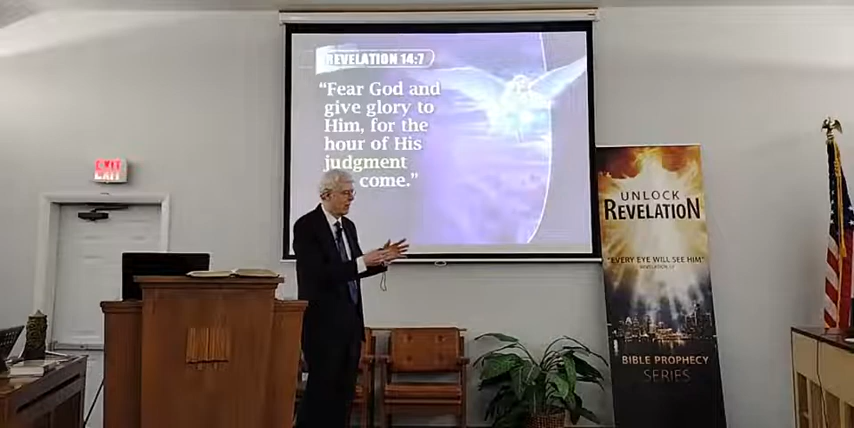 REVELATION 14:7
“Fear God and
give glory to
Him, for the
hour of His
judgment
come.”
EXIT
UNLOCK
REVELATION
"EVERY EYE WILL SEE HIM"
BIBLE PROPHECY
SERIES